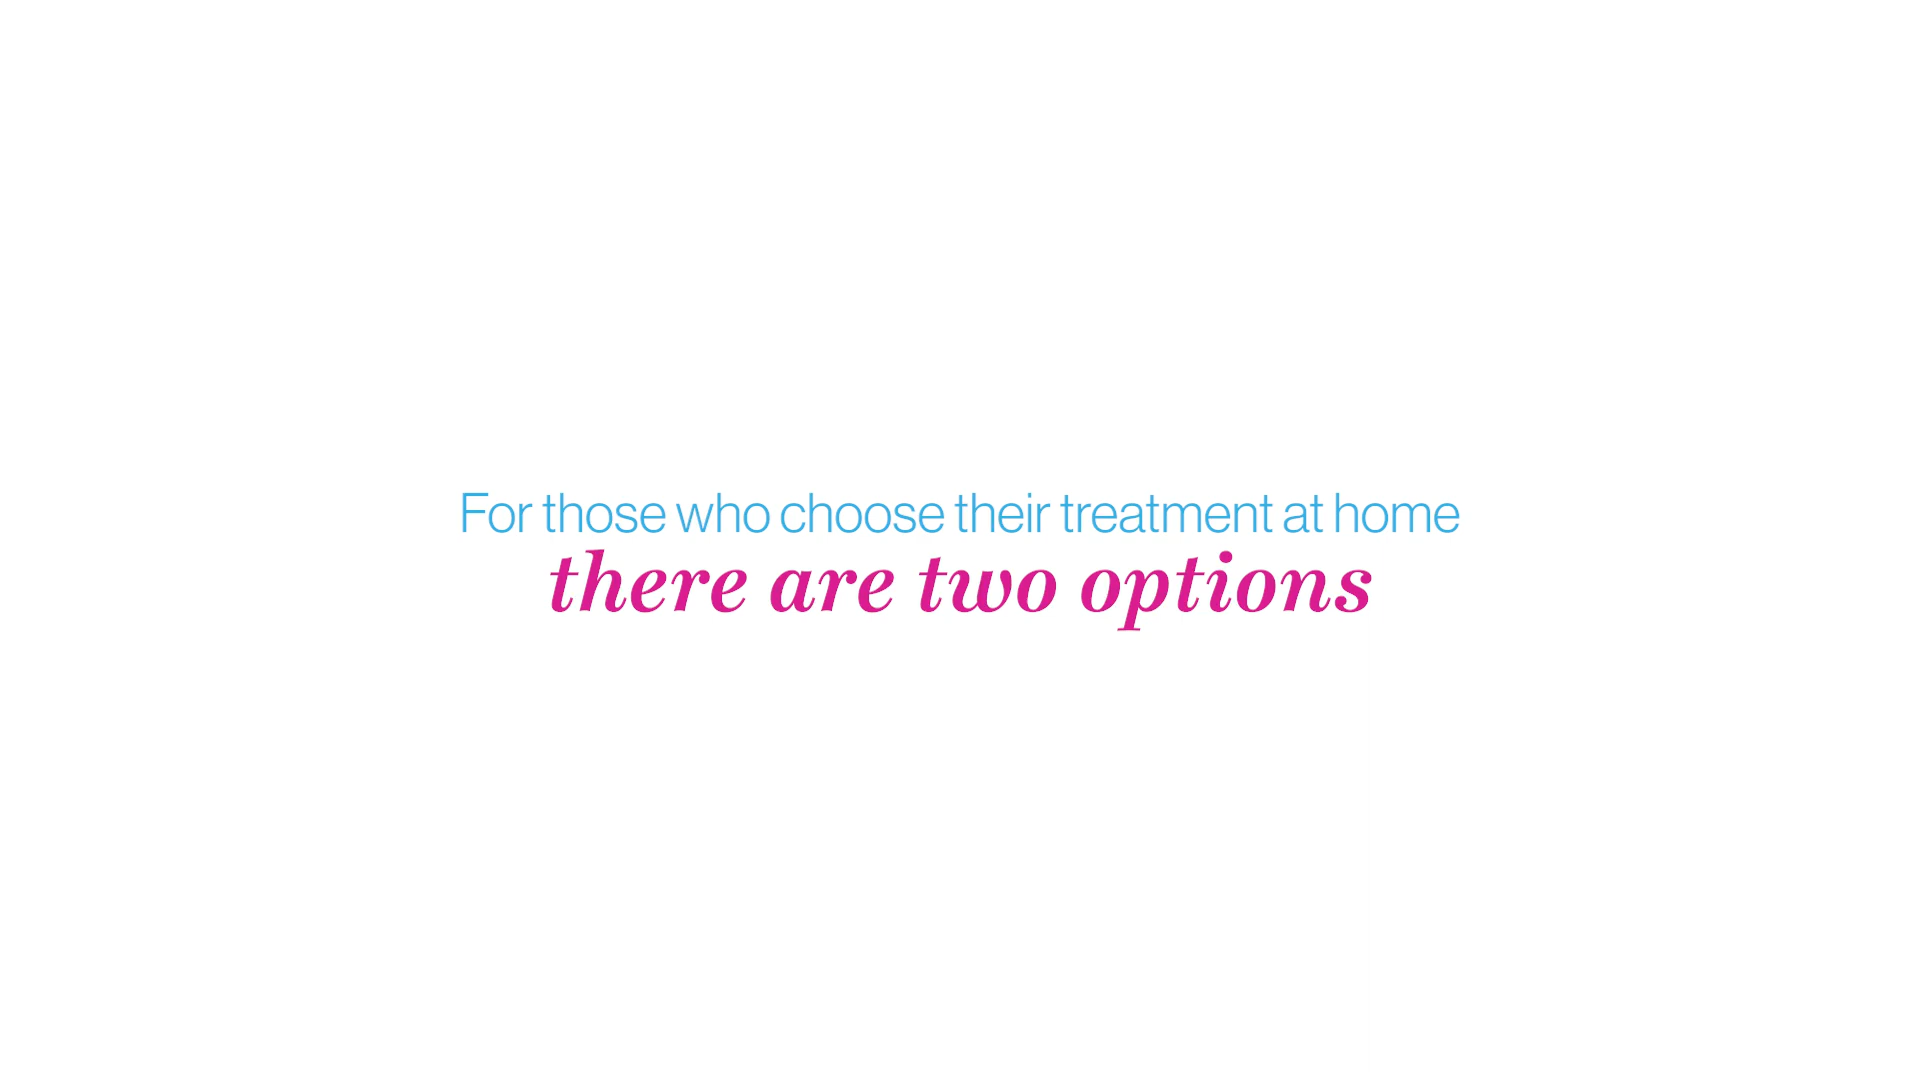 For those who choose their treatment at home
there are two options